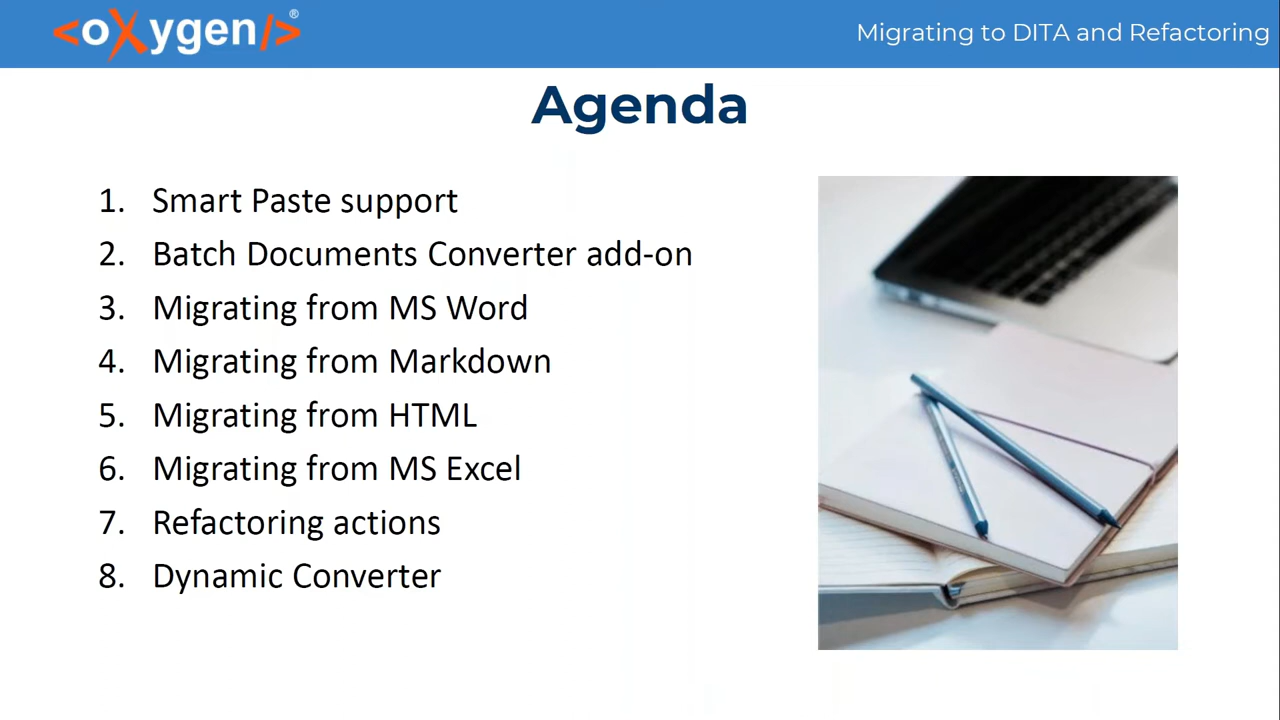 <oXygen/>®
Migrating to DITA and Refactoring
Agenda
1. Smart Paste support
2. Batch Documents Converter add-on
3. Migrating from MS Word
4. Migrating from Markdown
5. Migrating from HTML
6. Migrating from MS Excel
7. Refactoring actions
8. Dynamic Converter